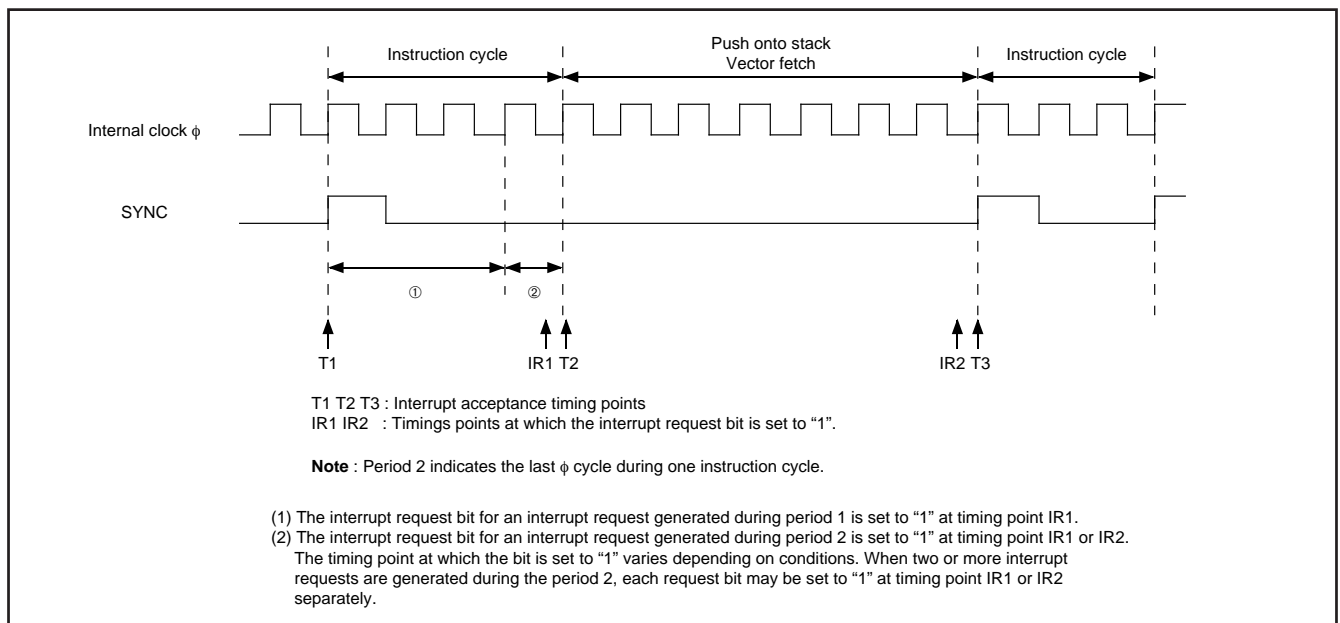 Instruction cycle
Push onto stack
Vector fetch
Instruction cycle
Internal clock ϕ
SYNC
①
②
T1
IR1 T2
IR2 T3
T1 T2 T3 : Interrupt acceptance timing points
IR1 IR2 : Timings points at which the interrupt request bit is set to “1”.
Note : Period 2 indicates the last ϕ cycle during one instruction cycle.
(1) The interrupt request bit for an interrupt request generated during period 1 is set to “1” at timing point IR1.
(2) The interrupt request bit for an interrupt request generated during period 2 is set to “1” at timing point IR1 or IR2.
The timing point at which the bit is set to “1” varies depending on conditions. When two or more interrupt
requests are generated during the period 2, each request bit may be set to “1” at timing point IR1 or IR2
separately.